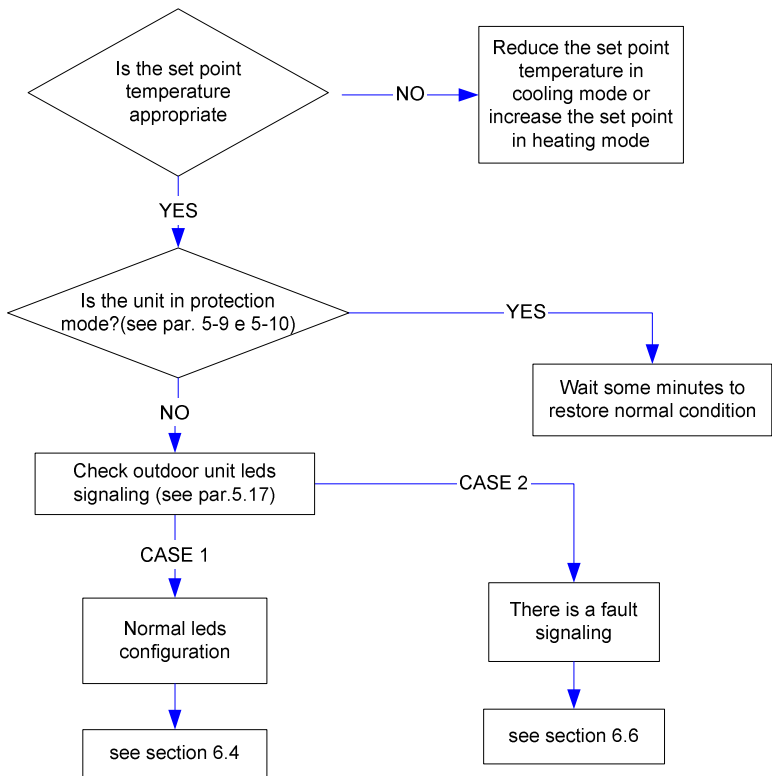 Is the set point
temperature
appropriate
NO
Reduce the set point
temperature in
cooling mode or
increase the set point
in heating mode
YES
Is the unit in protection
mode?(see par. 5-9 e 5-10)
YES
Wait some minutes to
restore normal condition
NO
Check outdoor unit leds
signaling (see par.5.17)
CASE 2
CASE 1
Normal leds
configuration
There is a fault
signaling
see section 6.4
see section 6.6